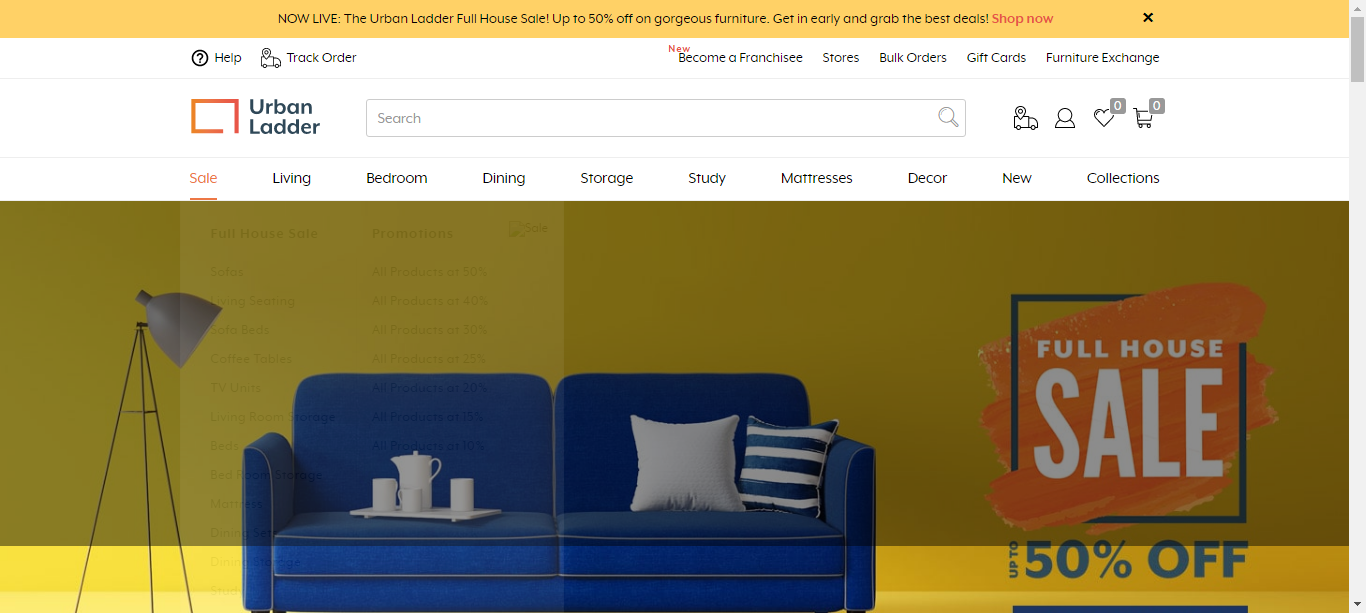 NOW LIVE: The Urban Ladder Full House Sale! Up to 50% off on gorgeous furniture. Get in early and grab the best deals! Shop now
Help
Track Order
New
Become a Franchisee
Stores
Bulk Orders
Gift Cards
Furniture Exchange
Urban
Ladder
Search
0
0
Sale
Living
Bedroom
Dining
Storage
Study
Mattresses
Decor
New
Collections
Full House Sale
Promotions
Sale
Sofas
All Products at 50%
Living Seating
All Products at 40%
Sofa Beds
All Products at 30%
Coffee Tables
All Products at 25%
TV Units
All Products at 20%
Living Room Storage
All Products at 15%
Beds
All Products at 10%
Bed Room Storage
Mattress
Dining Sets
Dining Storage
Study
FULL HOUSE
SALE
UP TO
50% OFF